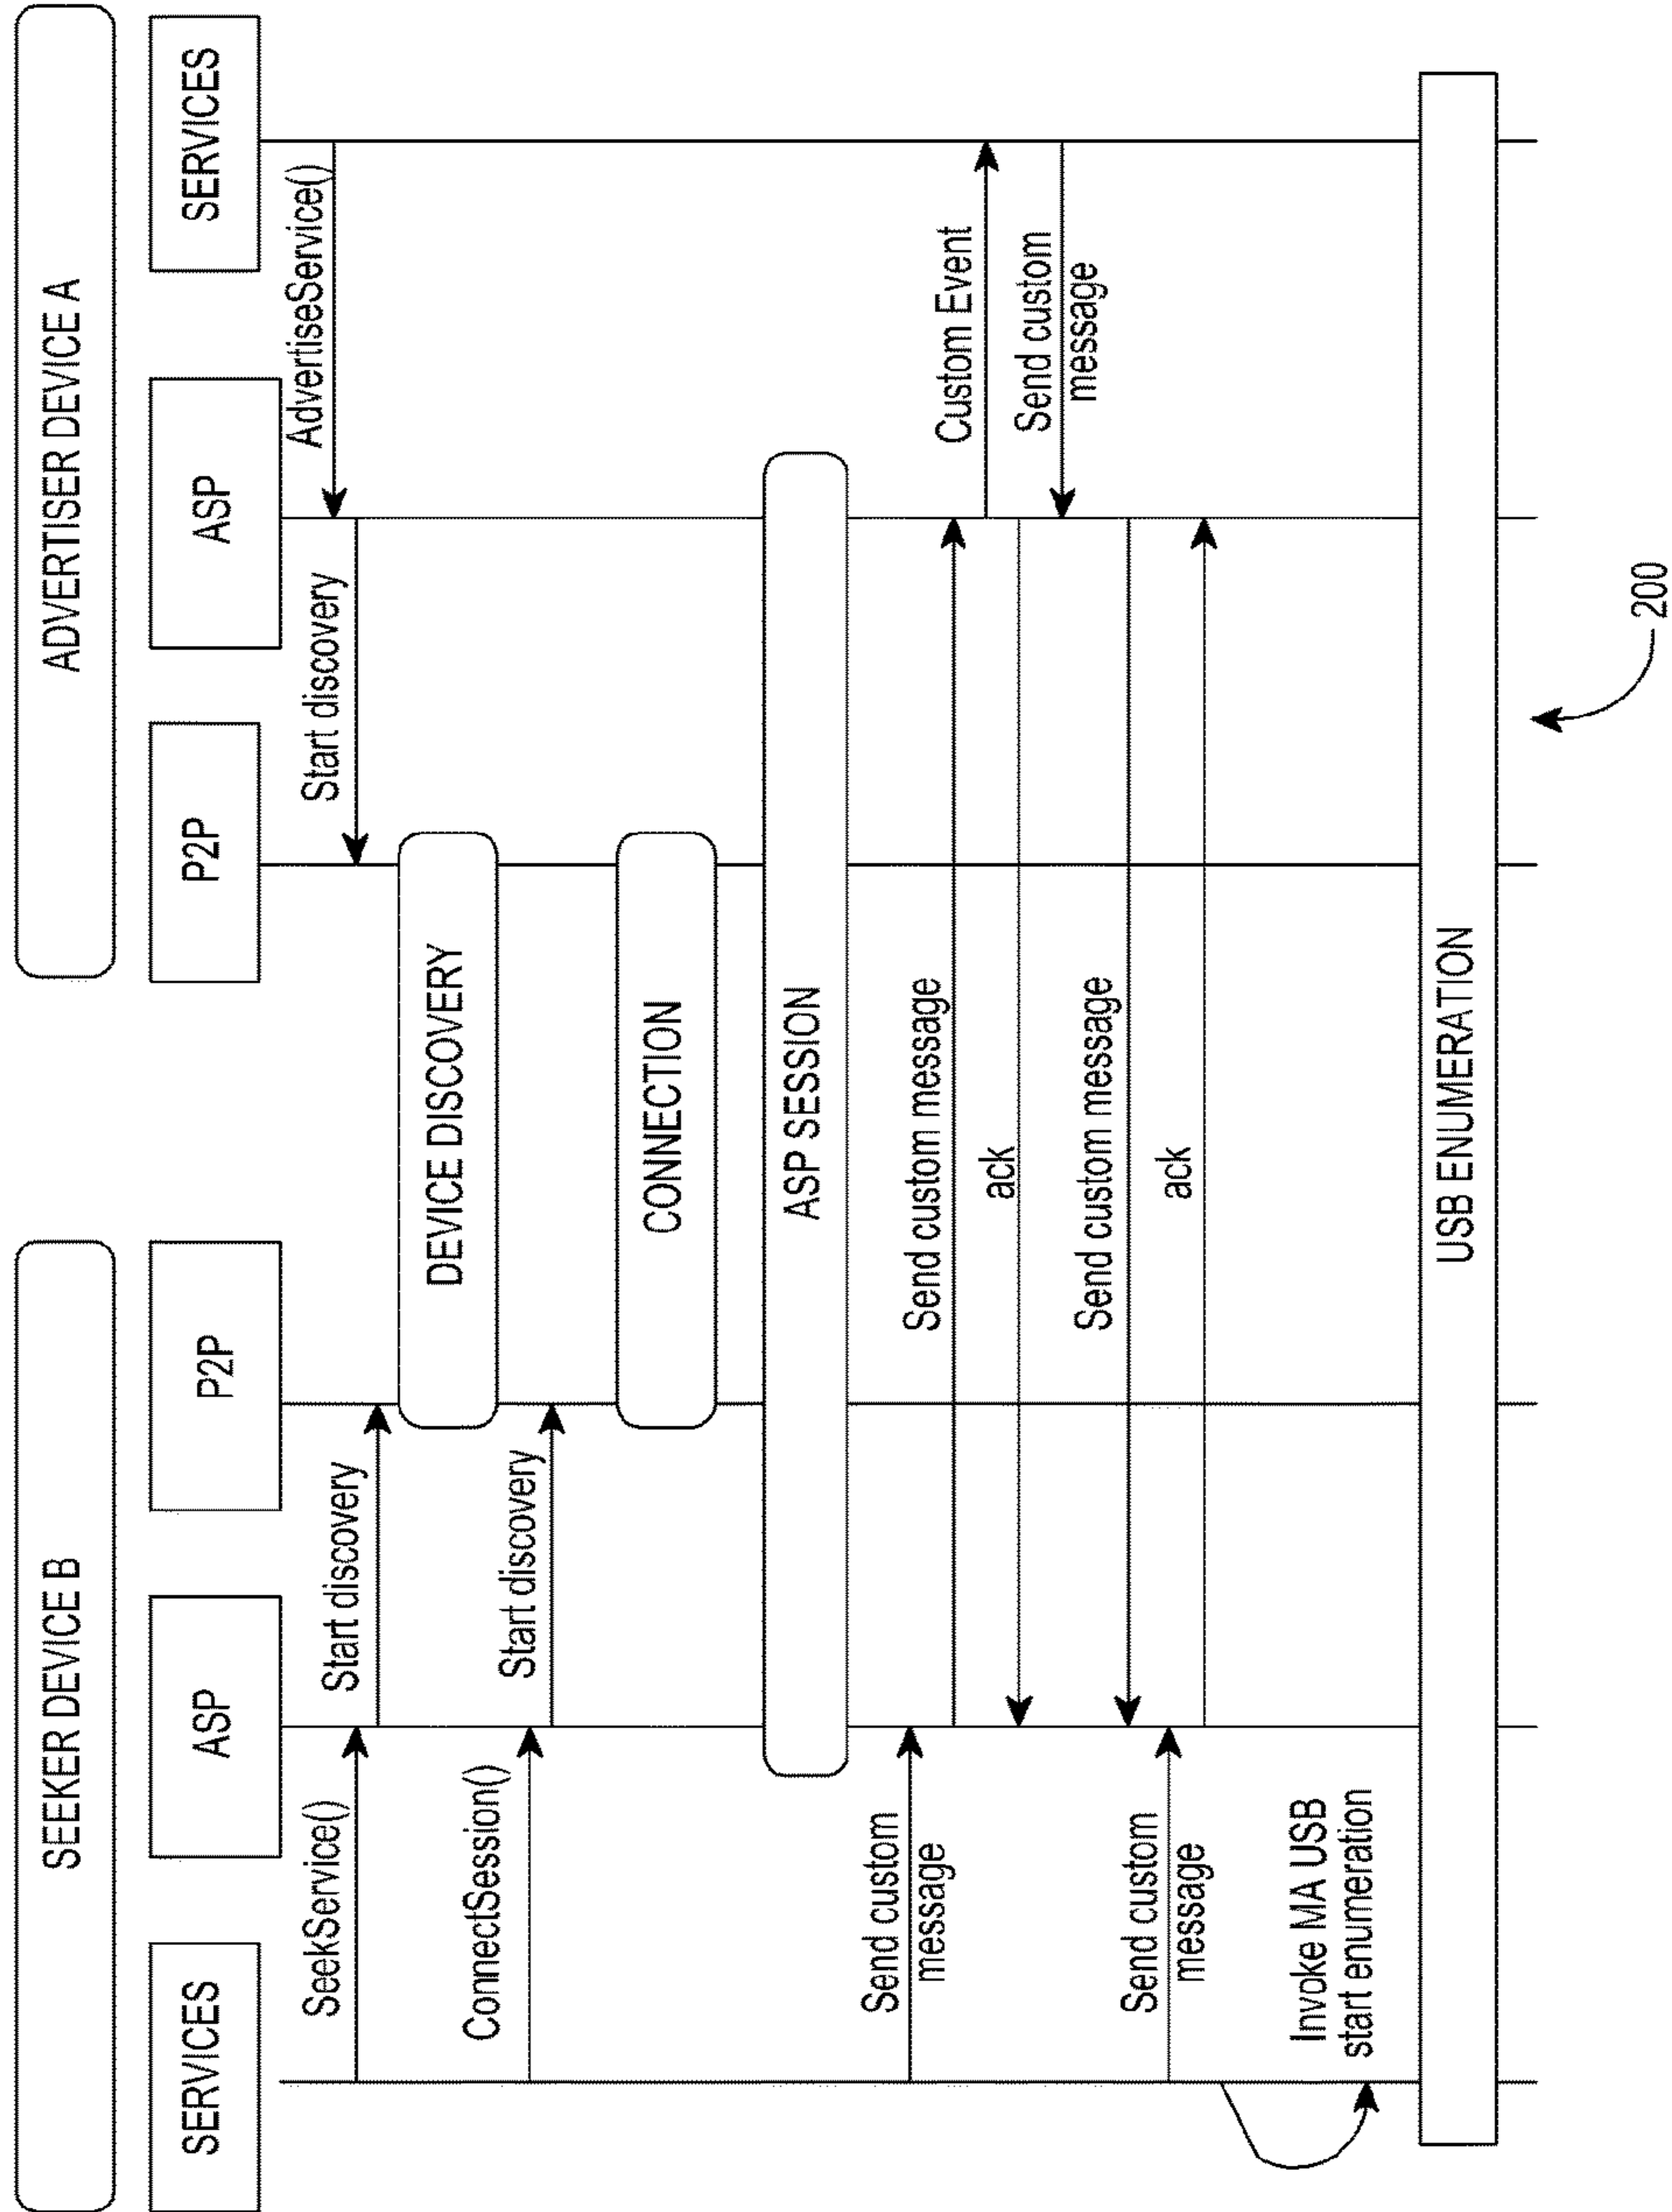 SEEKER DEVICE B
ADVERTISER DEVICE A
SERVICES
ASP
P2P
P2P
ASP
SERVICES
AdvertiseService()
SeekService()
Start discovery
Start discovery
DEVICE DISCOVERY
ConnectSession()
Start discovery
CONNECTION
ASP SESSION
Send custom
message
Send custom message
Custom Event
ack
Send custom
message
Send custom message
Send custom
message
ack
Invoke MA USB
start enumeration
USB ENUMERATION
200